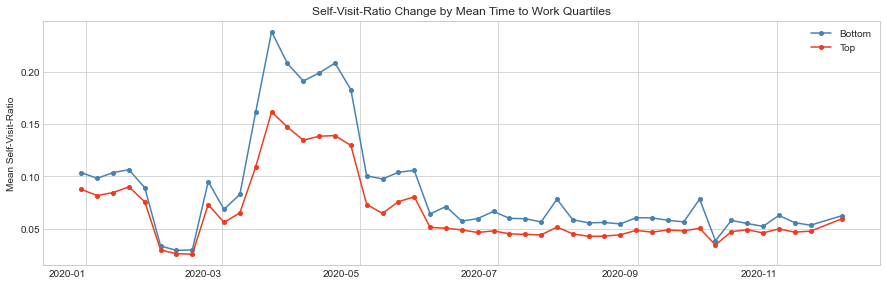 Self-Visit-Ratio Change by Mean Time to Work Quartiles
Bottom
Top
Mean Self-Visit-Ratio
0.20
0.15
0.10
0.05
2020-01 2020-03 2020-05 2020-07 2020-09 2020-11